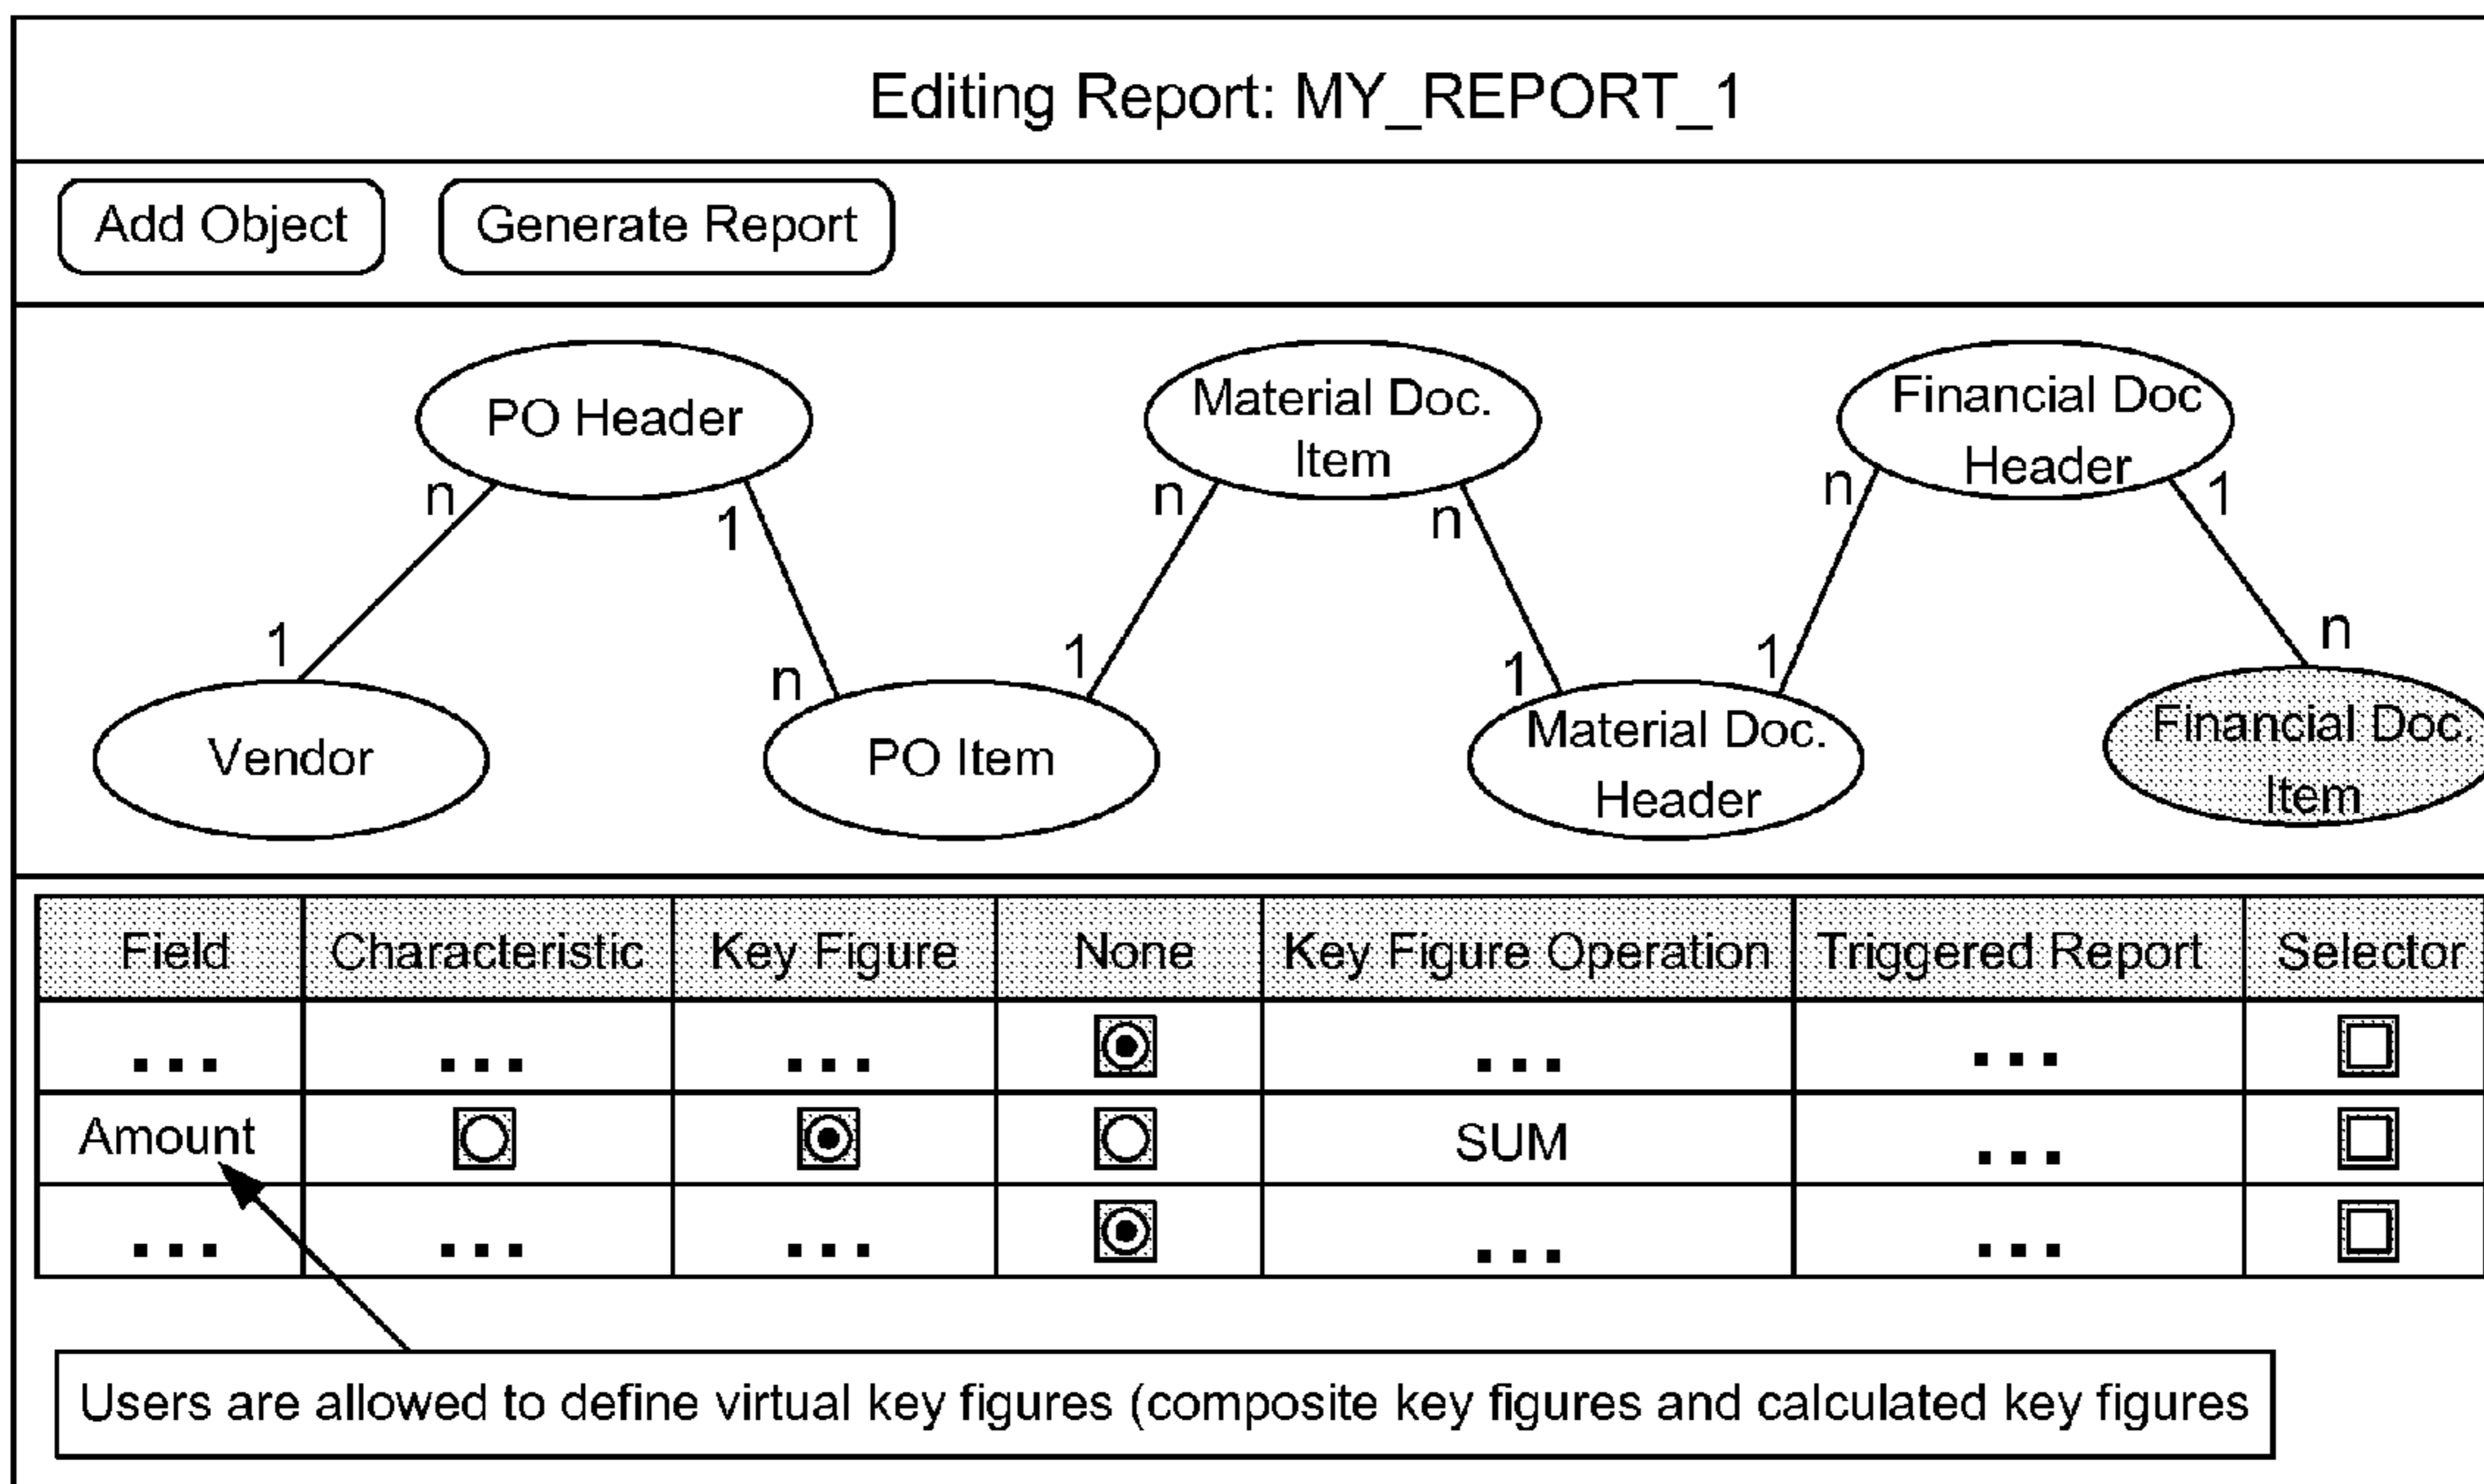 Editing Report: MY_REPORT_1
Add Object
Generate Report
PO Header
Material Doc.
Item
Financial Doc
Header
n
1
n
n
n
1
1
n
1
1
1
n
Vendor
PO Item
Material Doc.
Header
Financial Doc.
Item
Field Characteristic Key Figure None Key Figure Operation Triggered Report Selector
... ... ... ... ...
Amount SUM ...
... ... ... ... ...
Users are allowed to define virtual key figures (composite key figures and calculated key figures